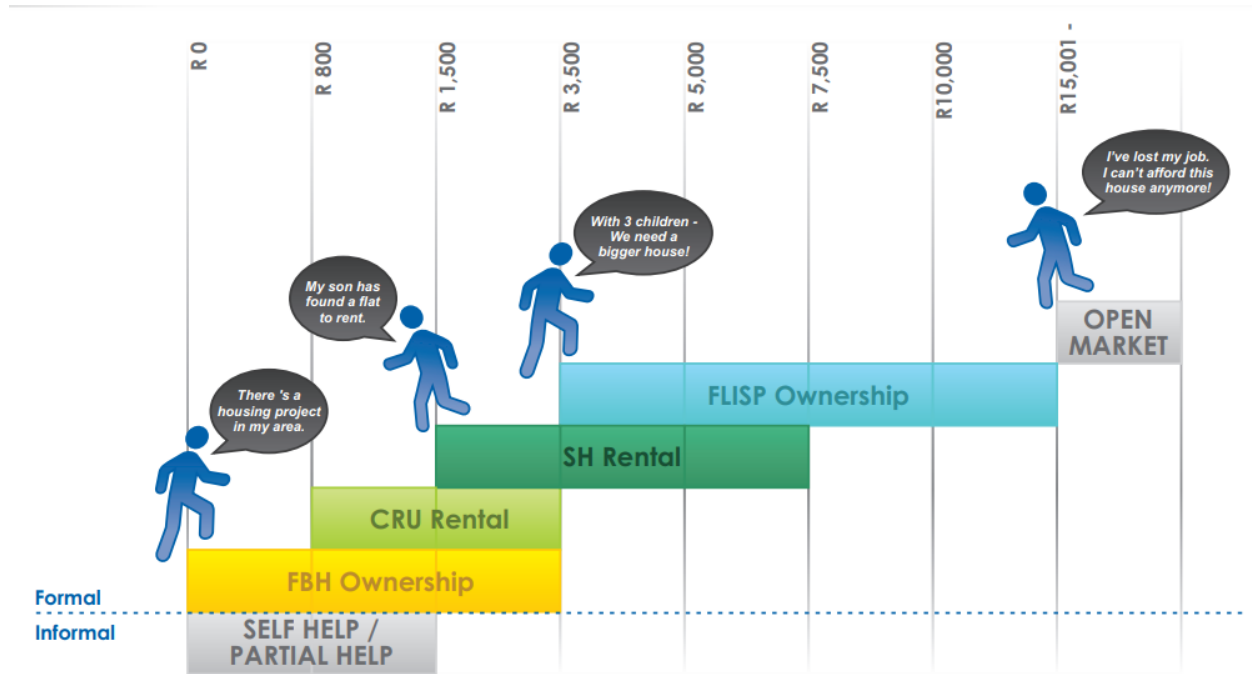 R 0
R 800
R 1,500
R 3,500
R 5,000
R 7,500
R10,000
R15,001 -
I've lost my job.
I can't afford this
house anymore!
With 3 children -
We need a
bigger house!
My son has
found a flat
to rent.
There 's a
housing project
in my area.
OPEN
MARKET
FLISP Ownership
SH Rental
CRU Rental
FBH Ownership
Formal
Informal
SELF HELP /
PARTIAL HELP